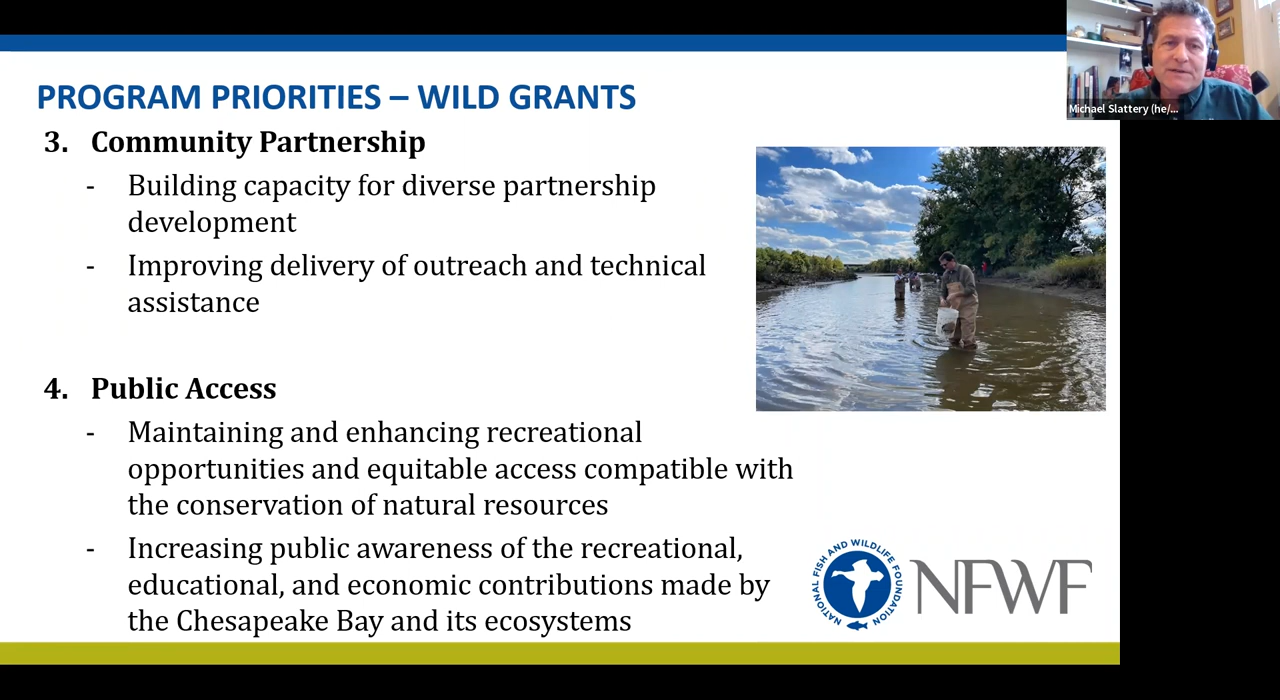 PROGRAM PRIORITIES – WILD GRANTS
Michael Slattery (he/...
3. Community Partnership
- Building capacity for diverse partnership
development
- Improving delivery of outreach and technical
assistance
4. Public Access
- Maintaining and enhancing recreational
opportunities and equitable access compatible with
the conservation of natural resources
- Increasing public awareness of the recreational,
educational, and economic contributions made by
the Chesapeake Bay and its ecosystems
NATIONAL FISH AND WILDLIFE FOUNDATION
NFWF